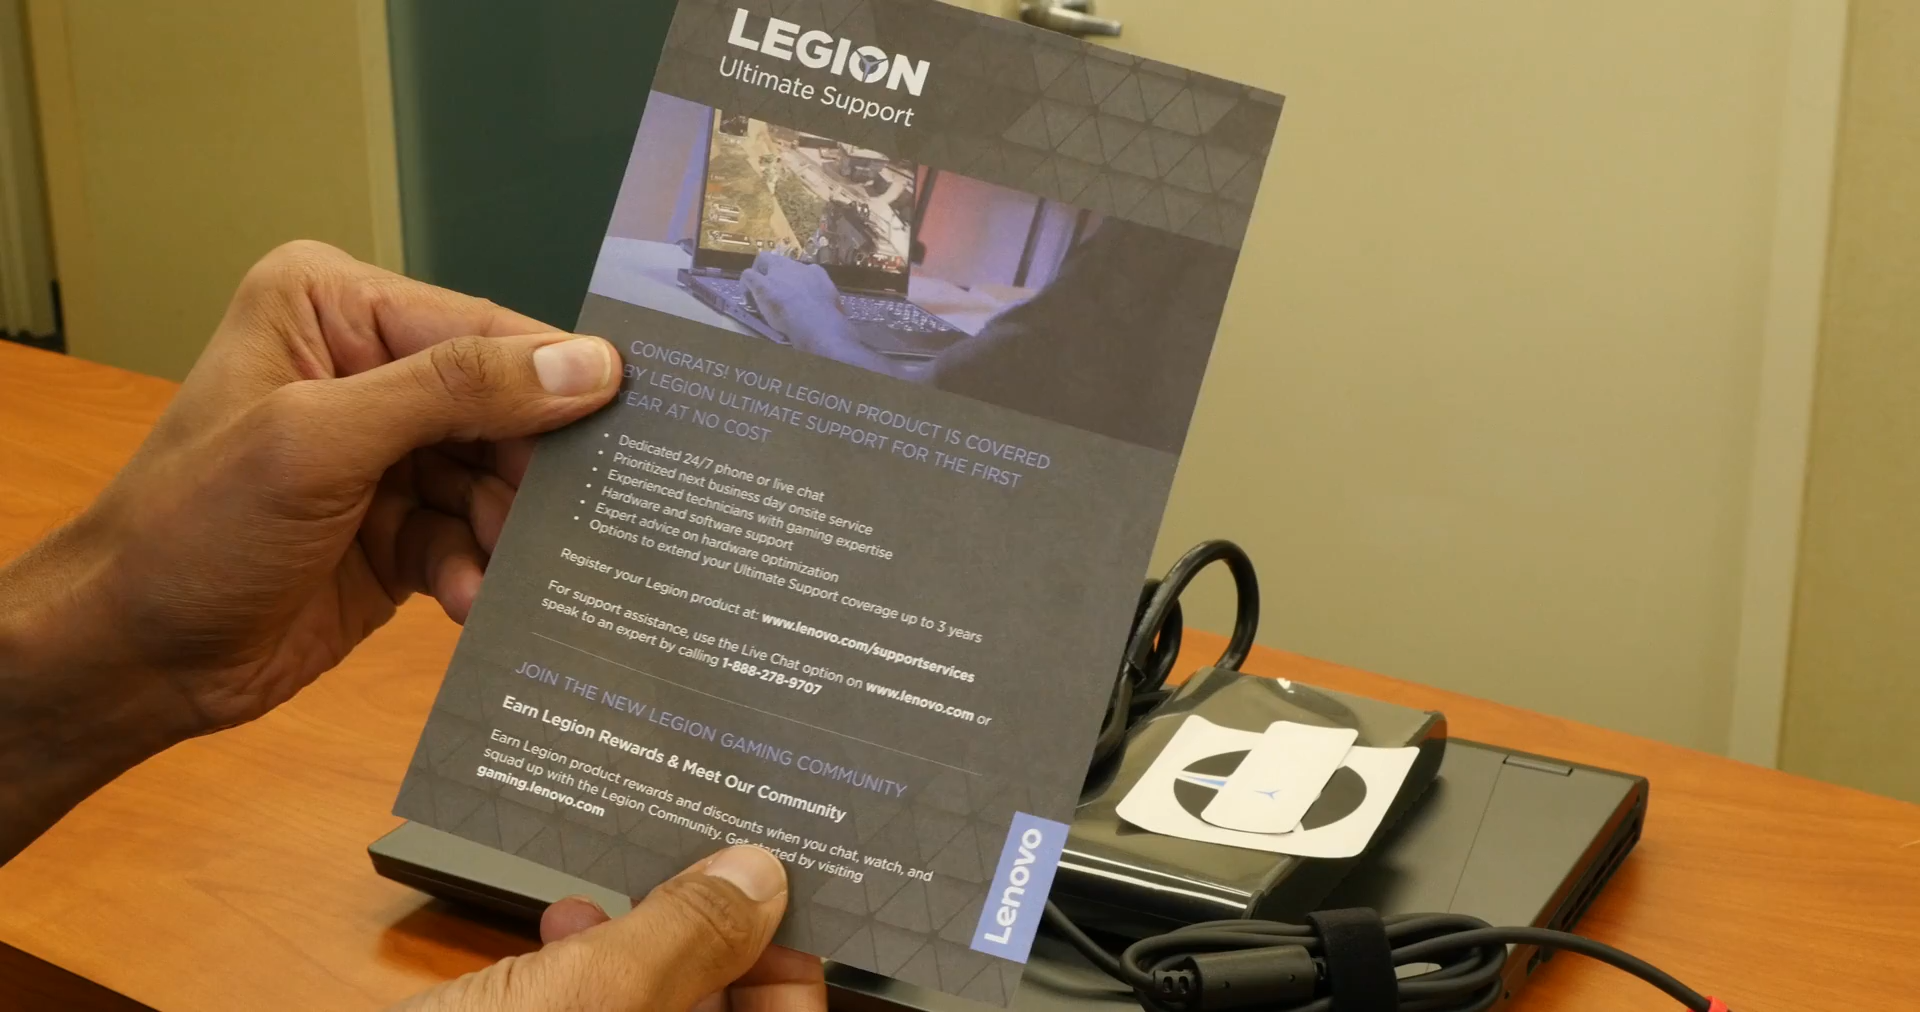 LEGION
Ultimate Support
CONGRATS! YOUR LEGION PRODUCT IS COVERED
BY LEGION ULTIMATE SUPPORT FOR THE FIRST
YEAR AT NO COST
• Dedicated 24/7 phone or live chat
• Prioritized next business day onsite service
• Experienced technicians with gaming expertise
• Hardware and software support
• Expert advice on hardware optimization
• Options to extend your Ultimate Support coverage up to 3 years
Register your Legion product at: www.lenovo.com/supportservices
For support assistance, use the Live Chat option on www.lenovo.com or
speak to an expert by calling 1-888-278-9707
JOIN THE NEW LEGION GAMING COMMUNITY
Earn Legion Rewards & Meet Our Community
Earn Legion product rewards and discounts when you chat, watch, and
squad up with the Legion Community. Get started by visiting
gaming.lenovo.com
Lenovo